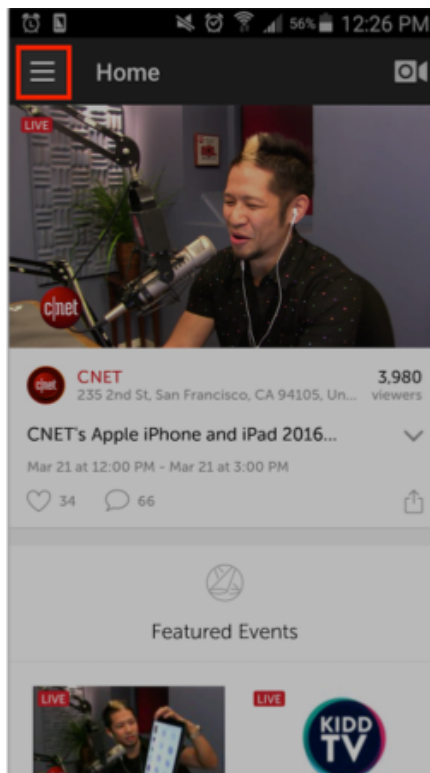 56% 12:26 PM
Home
LIVE
c|net
c|net CNET 3,980
235 2nd St, San Francisco, CA 94105, Un... viewers
CNET's Apple iPhone and iPad 2016...
Mar 21 at 12:00 PM - Mar 21 at 3:00 PM
34 66
Featured Events
LIVE LIVE
KIDD
TV